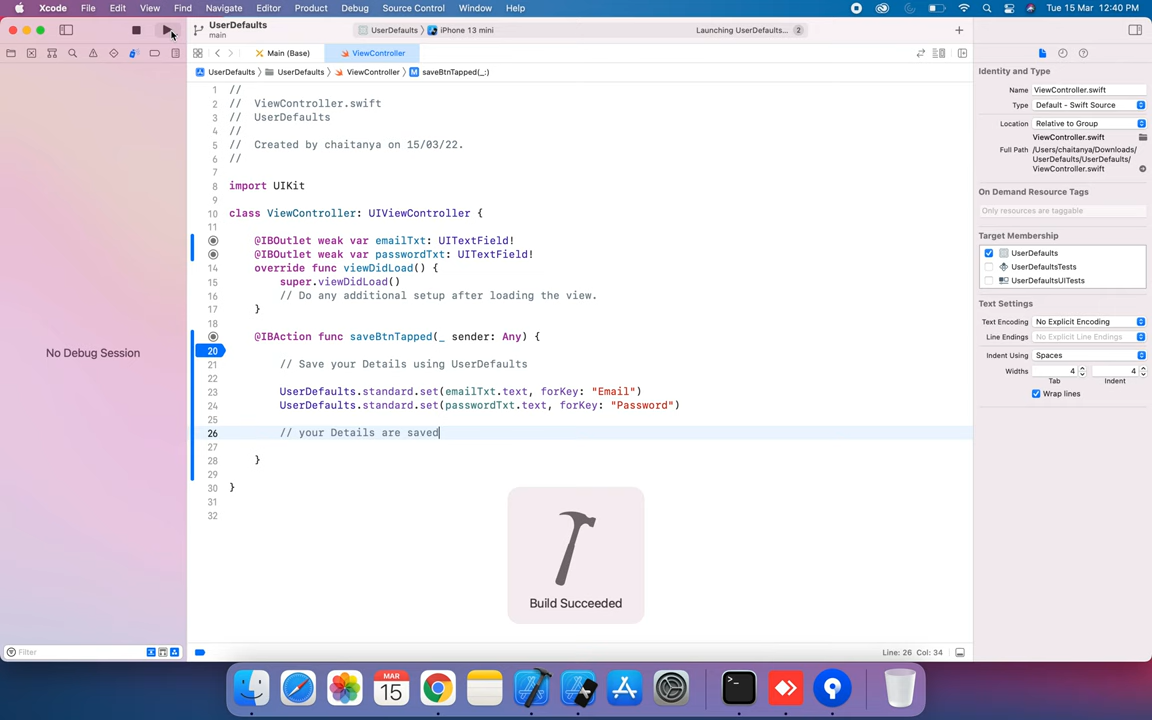 Xcode File Edit View Navigate Editor Product Debug Source Control Window Help Tue 15 Mar 12:40 PM
UserDefaults
main
UserDefaults 〉 iPhone 13 mini
Launching UserDefaults... 2
Main (Base) ViewController
UserDefaults 〉 UserDefaults 〉 ViewController 〉 M saveBtnTapped(_:)
1 //
2 //  ViewController.swift
3 //  UserDefaults
4 //
5 //  Created by chaitanya on 15/03/22.
6 //
7
8 import UIKit
9
10 class ViewController: UIViewController {
11
@IBOutlet weak var emailTxt: UITextField!
@IBOutlet weak var passwordTxt: UITextField!
14 override func viewDidLoad() {
15 super.viewDidLoad()
16 // Do any additional setup after loading the view.
17 }
18
@IBAction func saveBtnTapped(_ sender: Any) {
20
21 // Save your Details using UserDefaults
22
23 UserDefaults.standard.set(emailTxt.text, forKey: "Email")
24 UserDefaults.standard.set(passwordTxt.text, forKey: "Password")
25
26 // your Details are saved
27
28 }
29
30 }
31
32
No Debug Session
Build Succeeded
Filter
Line: 26 Col: 34
Identity and Type
Name ViewController.swift
Type Default - Swift Source
Location Relative to Group
ViewController.swift
Full Path /Users/chaitanya/Downloads/
UserDefaults/UserDefaults/
ViewController.swift
On Demand Resource Tags
Only resources are taggable
Target Membership
UserDefaults
UserDefaultsTests
UserDefaultsUITests
Text Settings
Text Encoding No Explicit Encoding
Line Endings No Explicit Line Endings
Indent Using Spaces
Widths 4 4
Tab Indent
Wrap lines
MAR
15